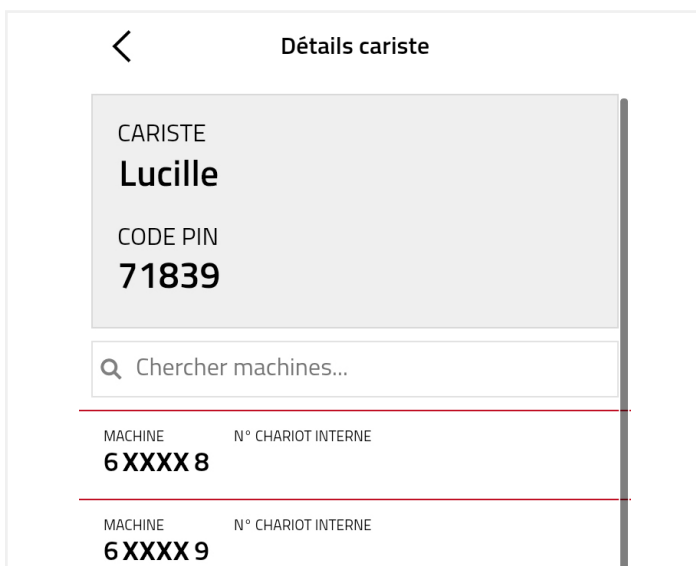 Détails cariste
CARISTE
Lucille
CODE PIN
71839
Chercher machines...
MACHINE N° CHARIOT INTERNE
6XXXX8
MACHINE N° CHARIOT INTERNE
6XXXX9